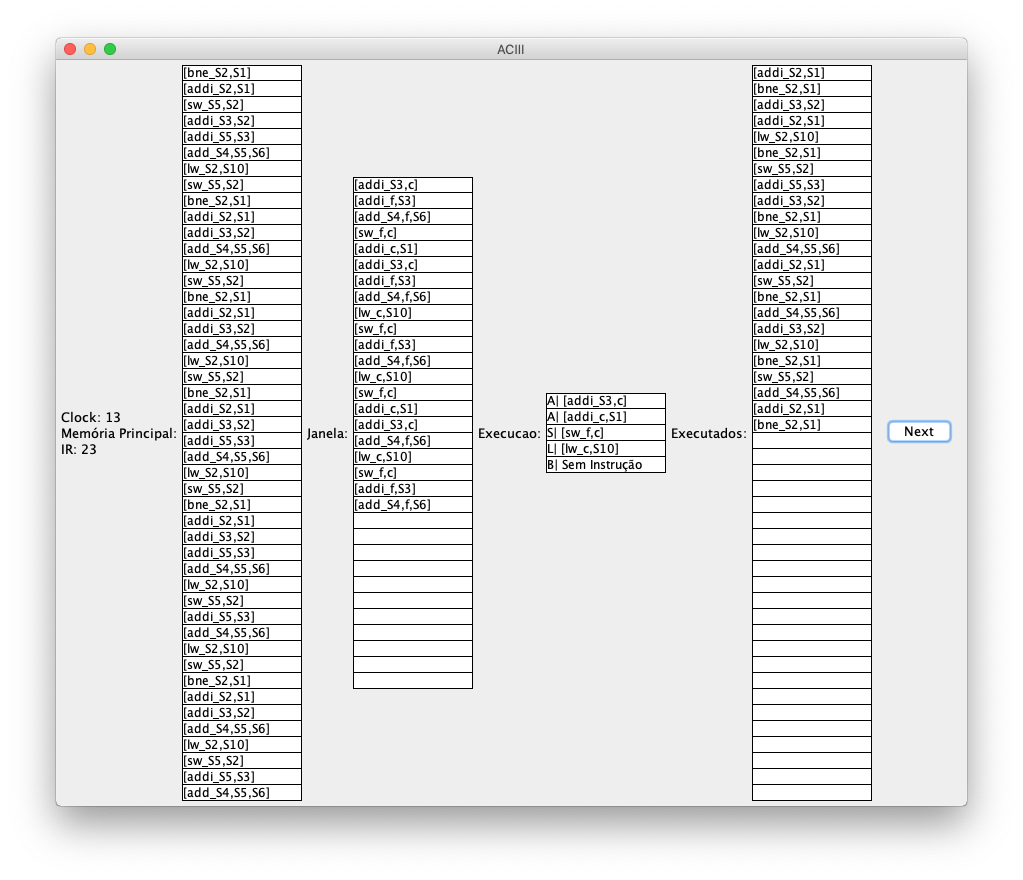 ACIII
Clock: 13
Memória Principal:
IR: 23
[bne_S2,S1]
[addi_S2,S1]
[sw_S5,S2]
[addi_S3,S2]
[addi_S5,S3]
[add_S4,S5,S6]
[lw_S2,S10]
[sw_S5,S2]
[bne_S2,S1]
[addi_S2,S1]
[addi_S3,S2]
[add_S4,S5,S6]
[lw_S2,S10]
[sw_S5,S2]
[bne_S2,S1]
[addi_S2,S1]
[addi_S3,S2]
[add_S4,S5,S6]
[lw_S2,S10]
[sw_S5,S2]
[bne_S2,S1]
[addi_S2,S1]
[addi_S3,S2]
[addi_S5,S3]
[add_S4,S5,S6]
[lw_S2,S10]
[sw_S5,S2]
[bne_S2,S1]
[addi_S2,S1]
[addi_S3,S2]
[addi_S5,S3]
[add_S4,S5,S6]
[lw_S2,S10]
[sw_S5,S2]
[addi_S5,S3]
[add_S4,S5,S6]
[lw_S2,S10]
[sw_S5,S2]
[bne_S2,S1]
[addi_S2,S1]
[addi_S3,S2]
[add_S4,S5,S6]
[lw_S2,S10]
[sw_S5,S2]
[addi_S5,S3]
[add_S4,S5,S6]
Janela:
[addi_S3,c]
[addi_f,S3]
[add_S4,f,S6]
[sw_f,c]
[addi_c,S1]
[addi_S3,c]
[addi_f,S3]
[add_S4,f,S6]
[lw_c,S10]
[sw_f,c]
[addi_f,S3]
[add_S4,f,S6]
[lw_c,S10]
[sw_f,c]
[addi_c,S1]
[addi_S3,c]
[add_S4,f,S6]
[lw_c,S10]
[sw_f,c]
[addi_f,S3]
[add_S4,f,S6]
Execucao:
A| [addi_S3,c]
A| [addi_c,S1]
S| [sw_f,c]
L| [lw_c,S10]
B| Sem Instrução
Executados:
[addi_S2,S1]
[bne_S2,S1]
[addi_S3,S2]
[addi_S2,S1]
[lw_S2,S10]
[bne_S2,S1]
[sw_S5,S2]
[addi_S5,S3]
[addi_S3,S2]
[bne_S2,S1]
[lw_S2,S10]
[add_S4,S5,S6]
[addi_S2,S1]
[sw_S5,S2]
[bne_S2,S1]
[add_S4,S5,S6]
[addi_S3,S2]
[lw_S2,S10]
[bne_S2,S1]
[sw_S5,S2]
[add_S4,S5,S6]
[addi_S2,S1]
[bne_S2,S1]
Next